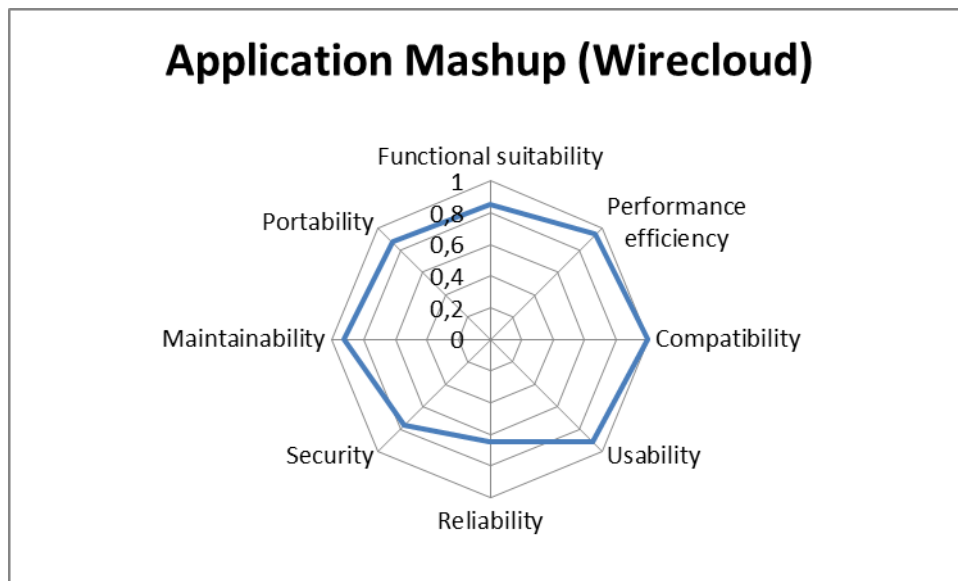 Application Mashup (Wirecloud)
Functional suitability
1
Performance
efficiency
Portability
0,8
0,6
0,4
0,2
Maintainability
0
Compatibility
Security
Usability
Reliability